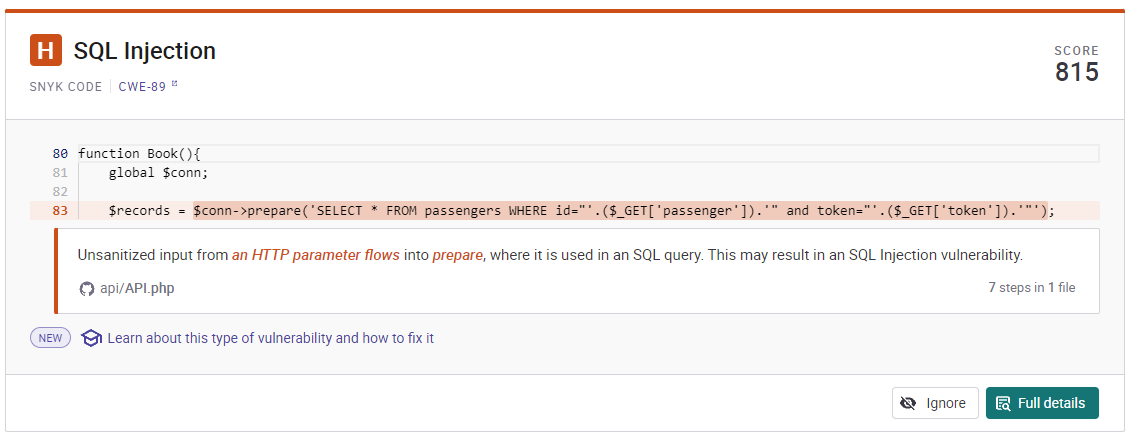 H SQL Injection
SCORE
815
SNYK CODE | CWE-89
80 function Book(){
81 global $conn;
82
83 $records = $conn->prepare('SELECT * FROM passengers WHERE id="'.($_GET['passenger']).'" and token="'.($_GET['token']).'"');
Unsanitized input from an HTTP parameter flows into prepare, where it is used in an SQL query. This may result in an SQL Injection vulnerability.
api/API.php
7 steps in 1 file
NEW Learn about this type of vulnerability and how to fix it
Ignore
Full details